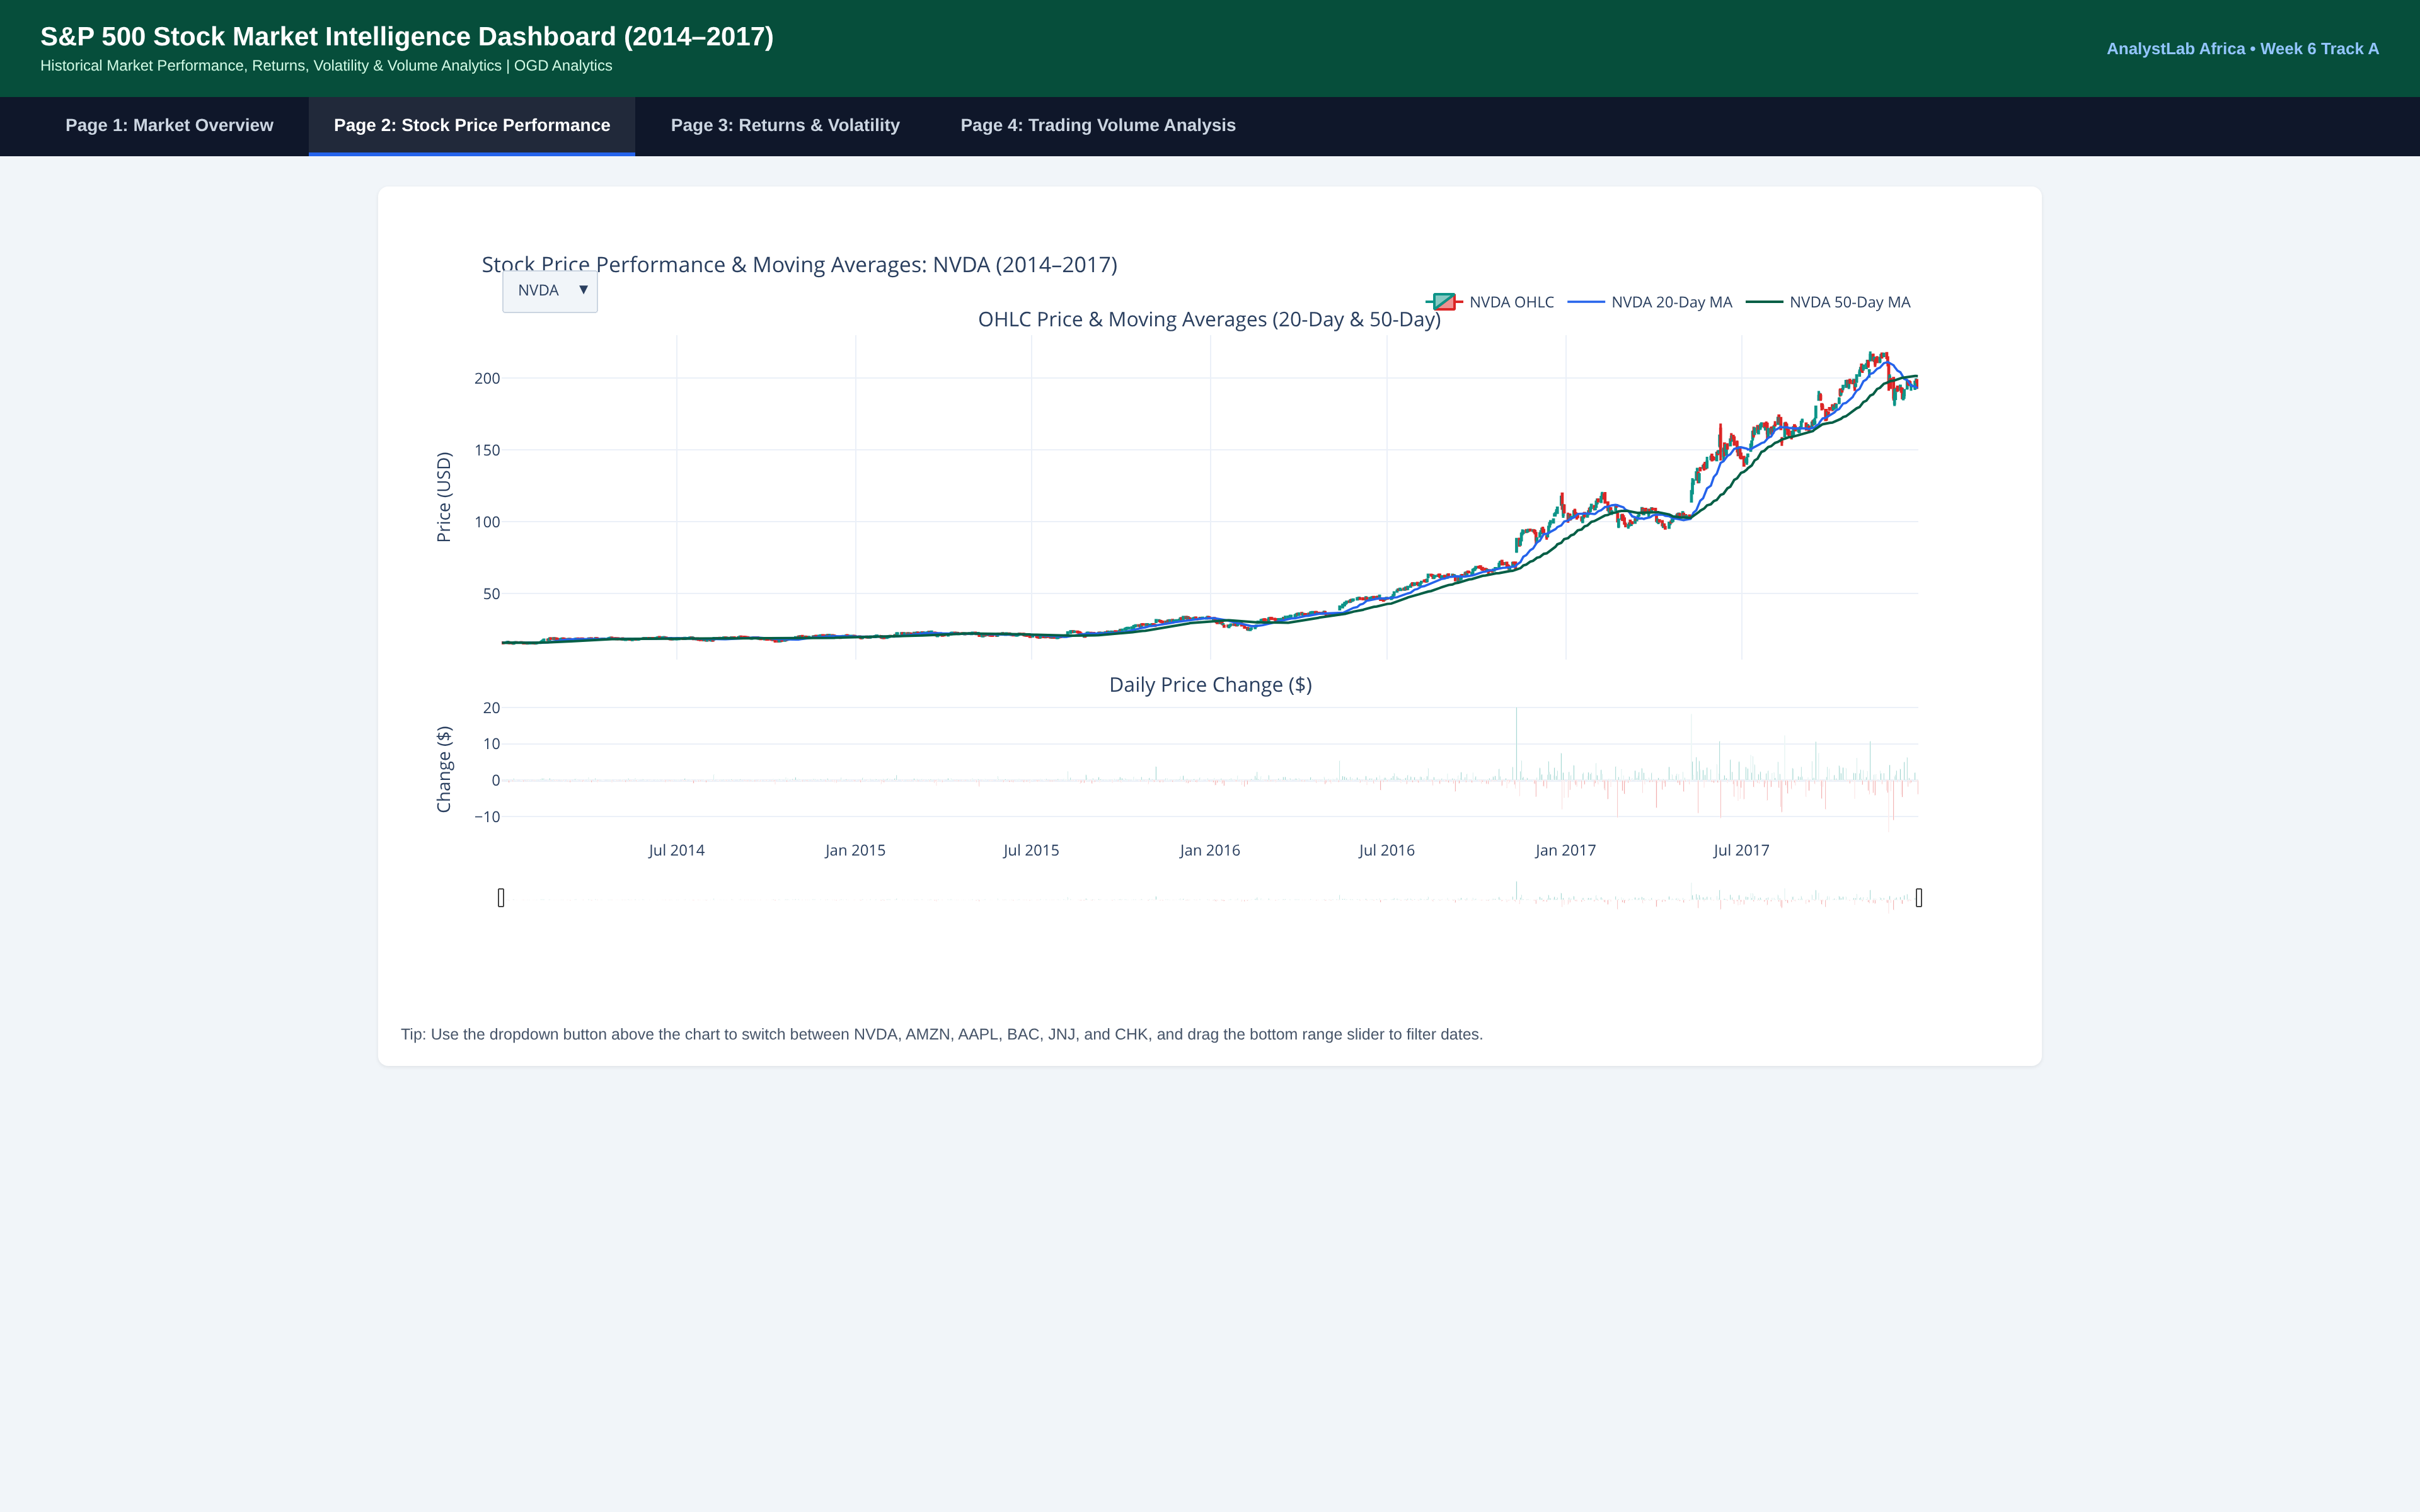 S&P 500 Stock Market Intelligence Dashboard (2014–2017)
Historical Market Performance, Returns, Volatility & Volume Analytics | OGD Analytics
AnalystLab Africa • Week 6 Track A
Page 1: Market Overview
Page 2: Stock Price Performance
Page 3: Returns & Volatility
Page 4: Trading Volume Analysis
Stock Price Performance & Moving Averages: NVDA (2014–2017)
NVDA ▼
NVDA OHLC
NVDA 20-Day MA
NVDA 50-Day MA
OHLC Price & Moving Averages (20-Day & 50-Day)
Price (USD)
200
150
100
50
Daily Price Change ($)
Change ($)
20
10
0
−10
Jul 2014
Jan 2015
Jul 2015
Jan 2016
Jul 2016
Jan 2017
Jul 2017
Tip: Use the dropdown button above the chart to switch between NVDA, AMZN, AAPL, BAC, JNJ, and CHK, and drag the bottom range slider to filter dates.